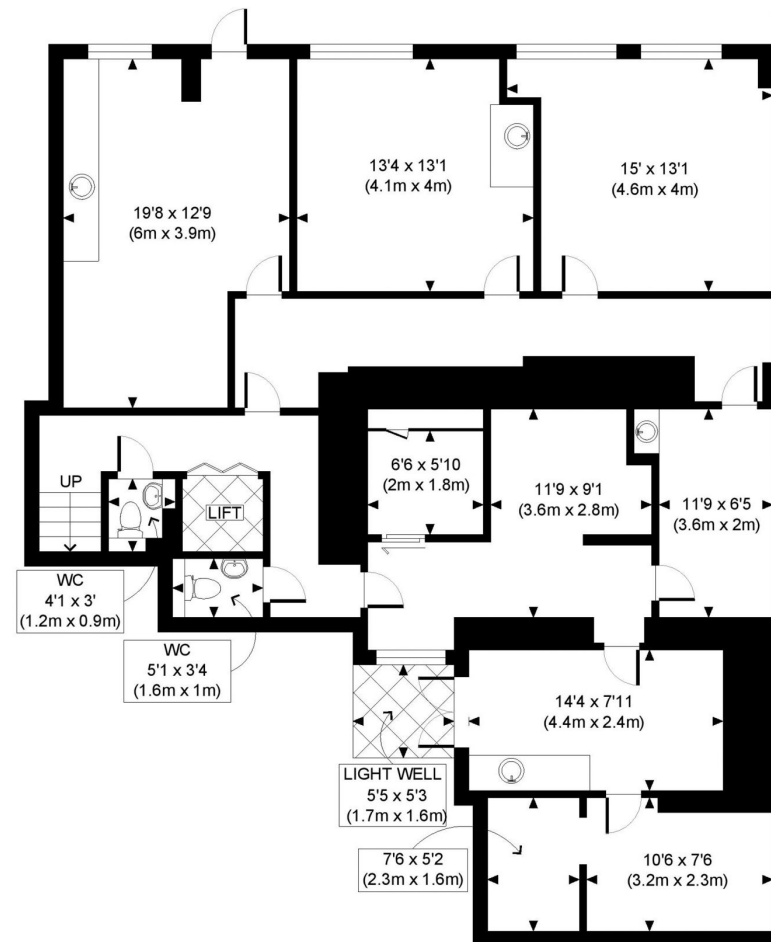 19'8 x 12'9
(6m x 3.9m)
13'4 x 13'1
(4.1m x 4m)
15' x 13'1
(4.6m x 4m)
6'6 x 5'10
(2m x 1.8m)
11'9 x 9'1
(3.6m x 2.8m)
11'9 x 6'5
(3.6m x 2m)
UP
LIFT
WC
4'1 x 3'
(1.2m x 0.9m)
WC
5'1 x 3'4
(1.6m x 1m)
14'4 x 7'11
(4.4m x 2.4m)
LIGHT WELL
5'5 x 5'3
(1.7m x 1.6m)
7'6 x 5'2
(2.3m x 1.6m)
10'6 x 7'6
(3.2m x 2.3m)